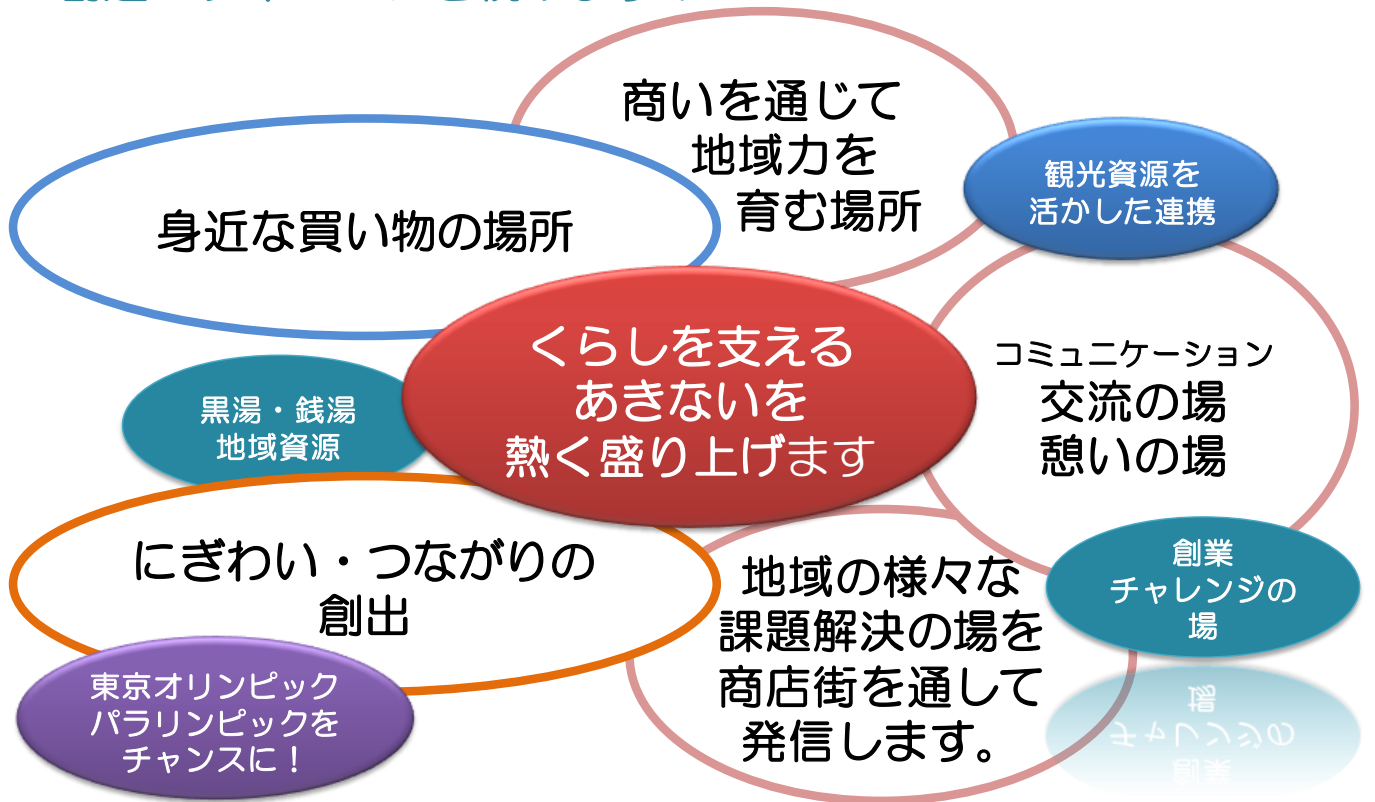 商いを通じて
地域力を
育む場所
観光資源を
活かした連携
身近な買い物の場所
くらしを支える
あきないを
熱く盛り上げます
コミュニケーション
交流の場
憩いの場
黒湯・銭湯
地域資源
にぎわい・つながりの
創出
地域の様々な
課題解決の場を
商店街を通して
発信します。
創業
チャレンジの
場
東京オリンピック
パラリンピックを
チャンスに！